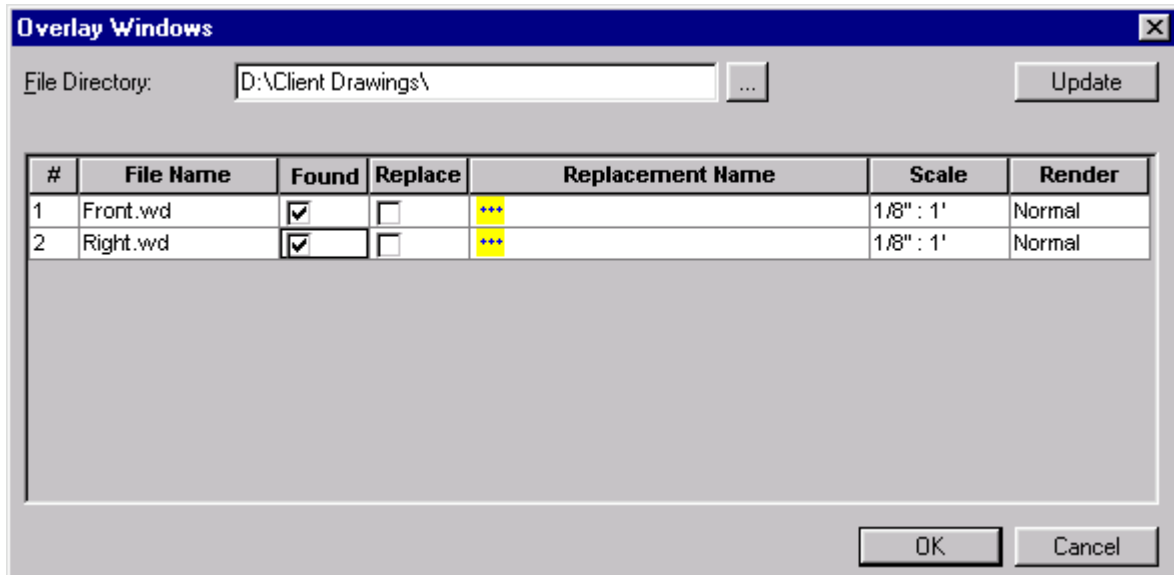 Overlay Windows
File Directory: D:\Client Drawings\ ... Update
# File Name Found Replace Replacement Name Scale Render
1 Front.wd +++ 1/8" : 1' Normal
2 Right.wd +++ 1/8" : 1' Normal
OK Cancel